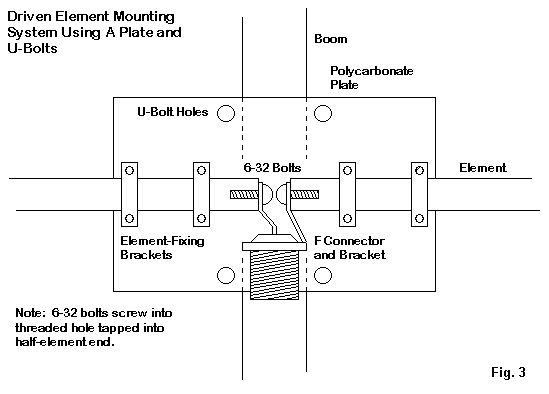 Driven Element Mounting
System Using A Plate and
U-Bolts
Boom
Polycarbonate
Plate
U-Bolt Holes
6-32 Bolts
Element
Element-Fixing
Brackets
F Connector
and Bracket
Note:  6-32 bolts screw into
threaded hole tapped into
half-element end.
Fig. 3